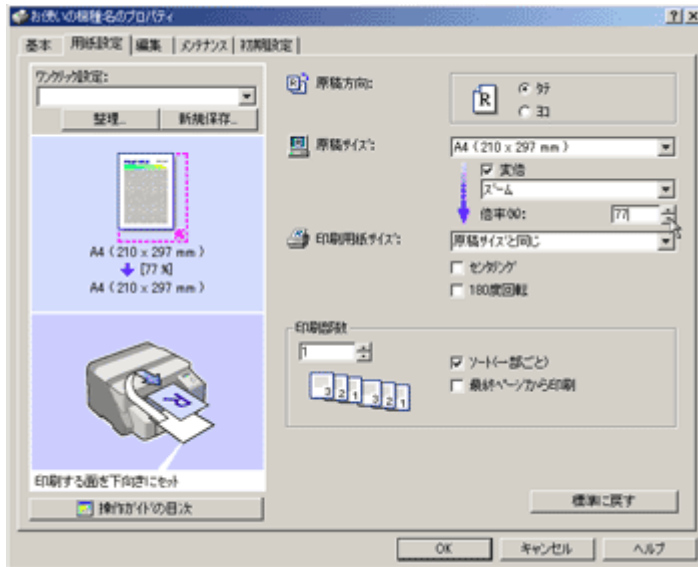 お使いの機種名のプロパティ
基本 用紙設定 編集 メンテナンス 初期設定
ワンクリック設定:
整理... 新規保存...
A4 (210 x 297 mm)
[77 %]
A4 (210 x 297 mm)
R
印刷する面を下向きにセット
操作ガイドの目次
原稿方向:
R
タテ
ヨコ
原稿サイズ:
A4 (210 x 297 mm)
変倍
ズーム
倍率(%):
77
印刷用紙サイズ:
原稿サイズと同じ
センタリング
180度回転
印刷部数
1
3 2 1 3 2 1
ソート(一部ごと)
最終ページから印刷
標準に戻す
OK キャンセル ヘルプ